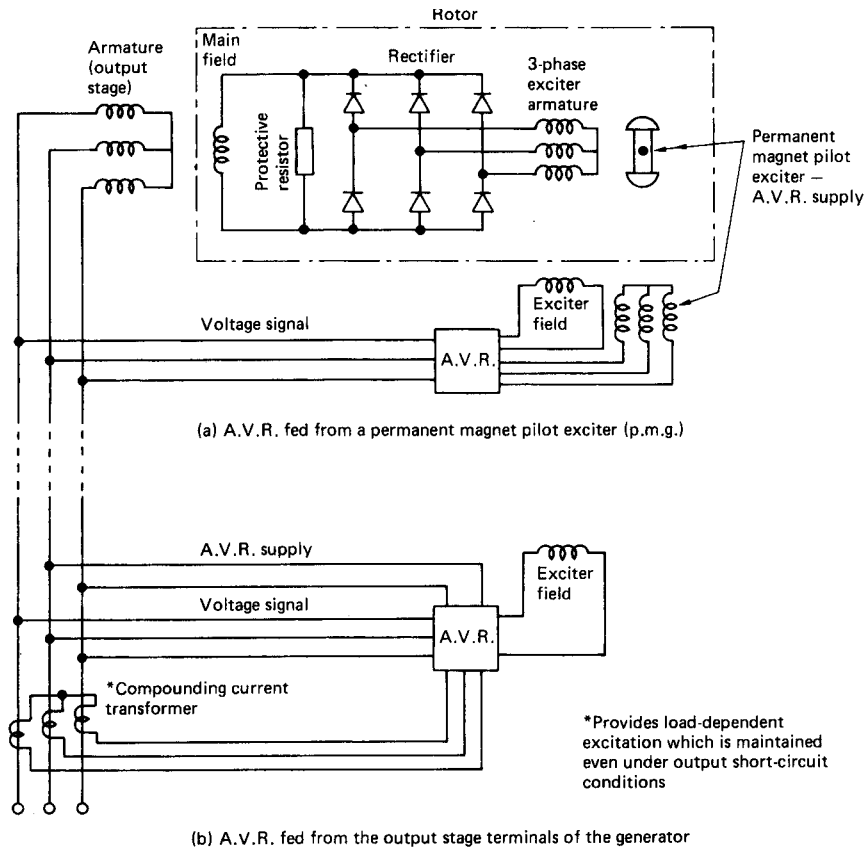 Rotor
Armature
(output
stage)
Main
field
Rectifier
3-phase
exciter
armature
Protective
resistor
Permanent
magnet pilot
exciter –
A.V.R. supply
Voltage signal
Exciter
field
A.V.R.
(a) A.V.R. fed from a permanent magnet pilot exciter (p.m.g.)
A.V.R. supply
Voltage signal
Exciter
field
A.V.R.
*Compounding current
transformer
*Provides load-dependent
excitation which is maintained
even under output short-circuit
conditions
(b) A.V.R. fed from the output stage terminals of the generator